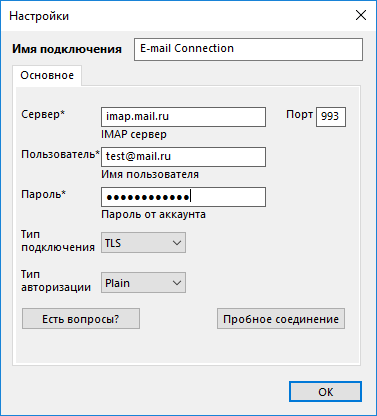 Настройки
Имя подключения E-mail Connection
Основное
Сервер* imap.mail.ru Порт 993
IMAP сервер
Пользователь* test@mail.ru
Имя пользователя
Пароль* ●●●●●●●●●●●●
Пароль от аккаунта
Тип
подключения TLS
Тип
авторизации Plain
Есть вопросы? Пробное соединение
OK